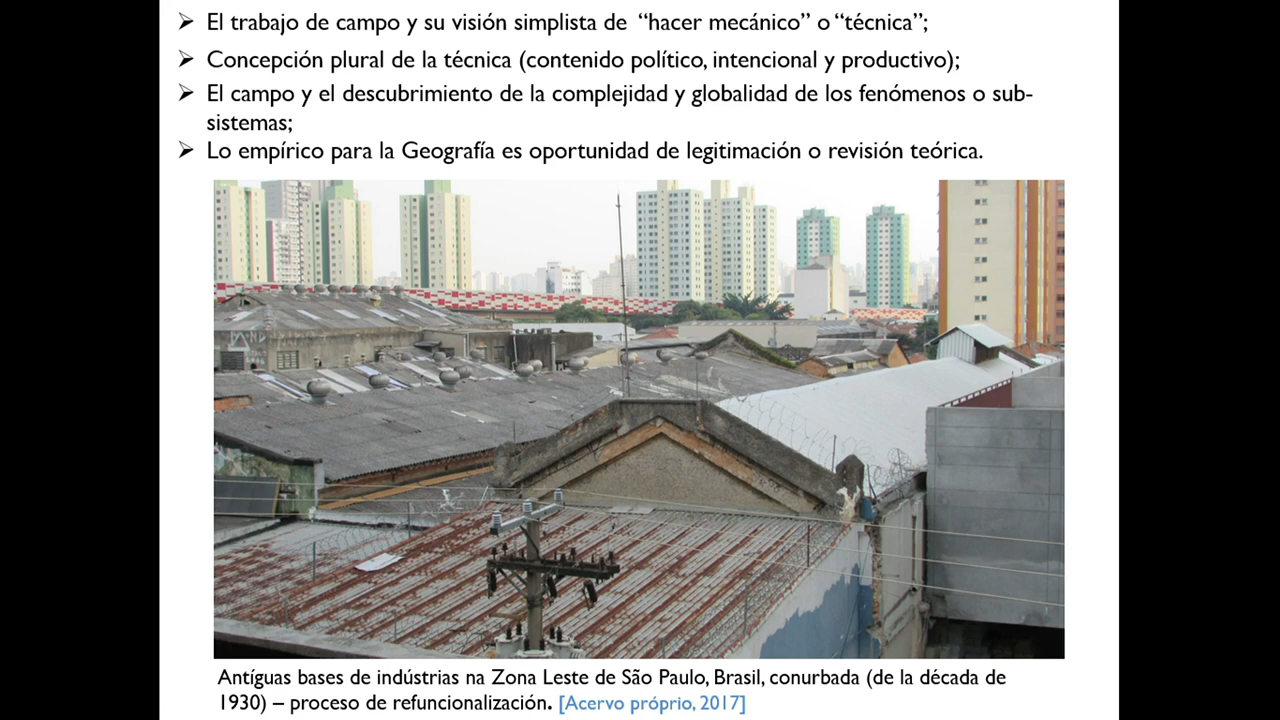 ➢ El trabajo de campo y su visión simplista de “hacer mecánico” o “técnica”;
➢ Concepción plural de la técnica (contenido político, intencional y productivo);
➢ El campo y el descubrimiento de la complejidad y globalidad de los fenómenos o sub-
sistemas;
➢ Lo empírico para la Geografía es oportunidad de legitimación o revisión teórica.
Antíguas bases de indústrias na Zona Leste de São Paulo, Brasil, conurbada (de la década de
1930) – proceso de refuncionalización. [Acervo próprio, 2017]